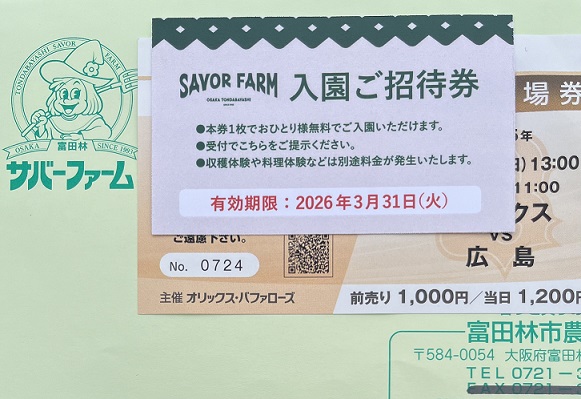 TONDABAYASHI SAVOR FARM
OSAKA 富田林 SINCE 1991
サバーファーム
SAVOR FARM
OSAKA TONDABAYASHI
入園ご招待券
●本券1枚でおひとり様無料でご入園いただけます。
●受付でこちらをご提示ください。
●収穫体験や料理体験などは別途料金が発生いたします。
有効期限：2026年3月31日(火)
場券
年
13:00
11:00
クス
VS
広島
ご遠慮下さい。
No. 0724
主催 オリックス・バファローズ
前売り 1,000円／当日 1,200
富田林市農
〒584-0054 大阪府富田林
TEL 0721－3
FAX 0721－3